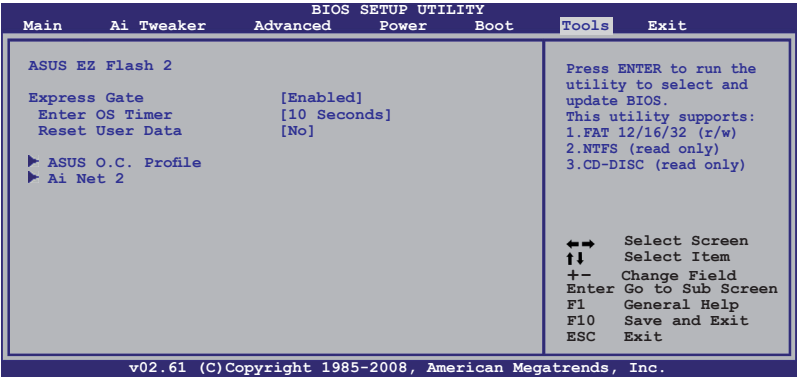 BIOS SETUP UTILITY
Main Ai Tweaker Advanced Power Boot Tools Exit
ASUS EZ Flash 2
Express Gate [Enabled]
Enter OS Timer [10 Seconds]
Reset User Data [No]
ASUS O.C. Profile
Ai Net 2
Press ENTER to run the
utility to select and
update BIOS.
This utility supports:
1.FAT 12/16/32 (r/w)
2.NTFS (read only)
3.CD-DISC (read only)
Select Screen
Select Item
+- Change Field
Enter Go to Sub Screen
F1 General Help
F10 Save and Exit
ESC Exit
v02.61 (C)Copyright 1985-2008, American Megatrends, Inc.